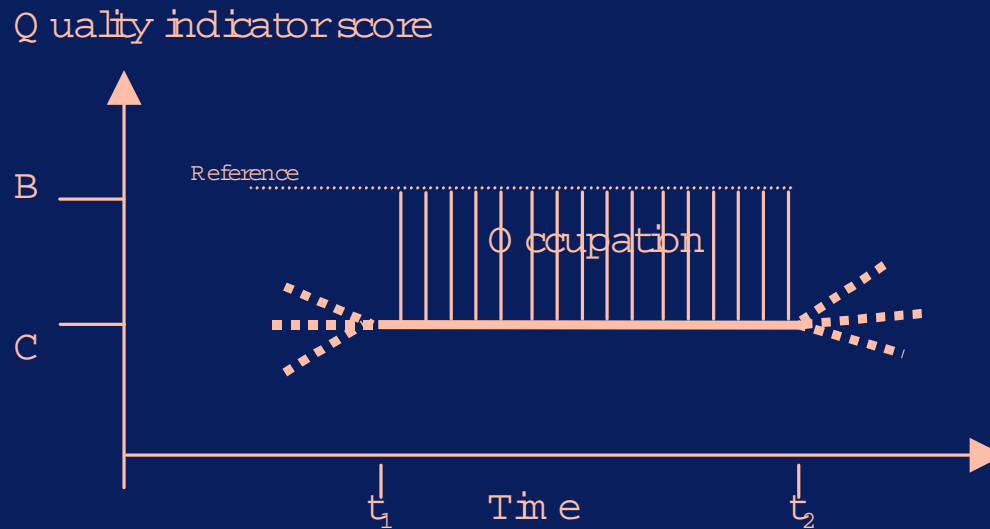 Quality indicator score
B
Reference
Occupation
C
t1
Time
t2